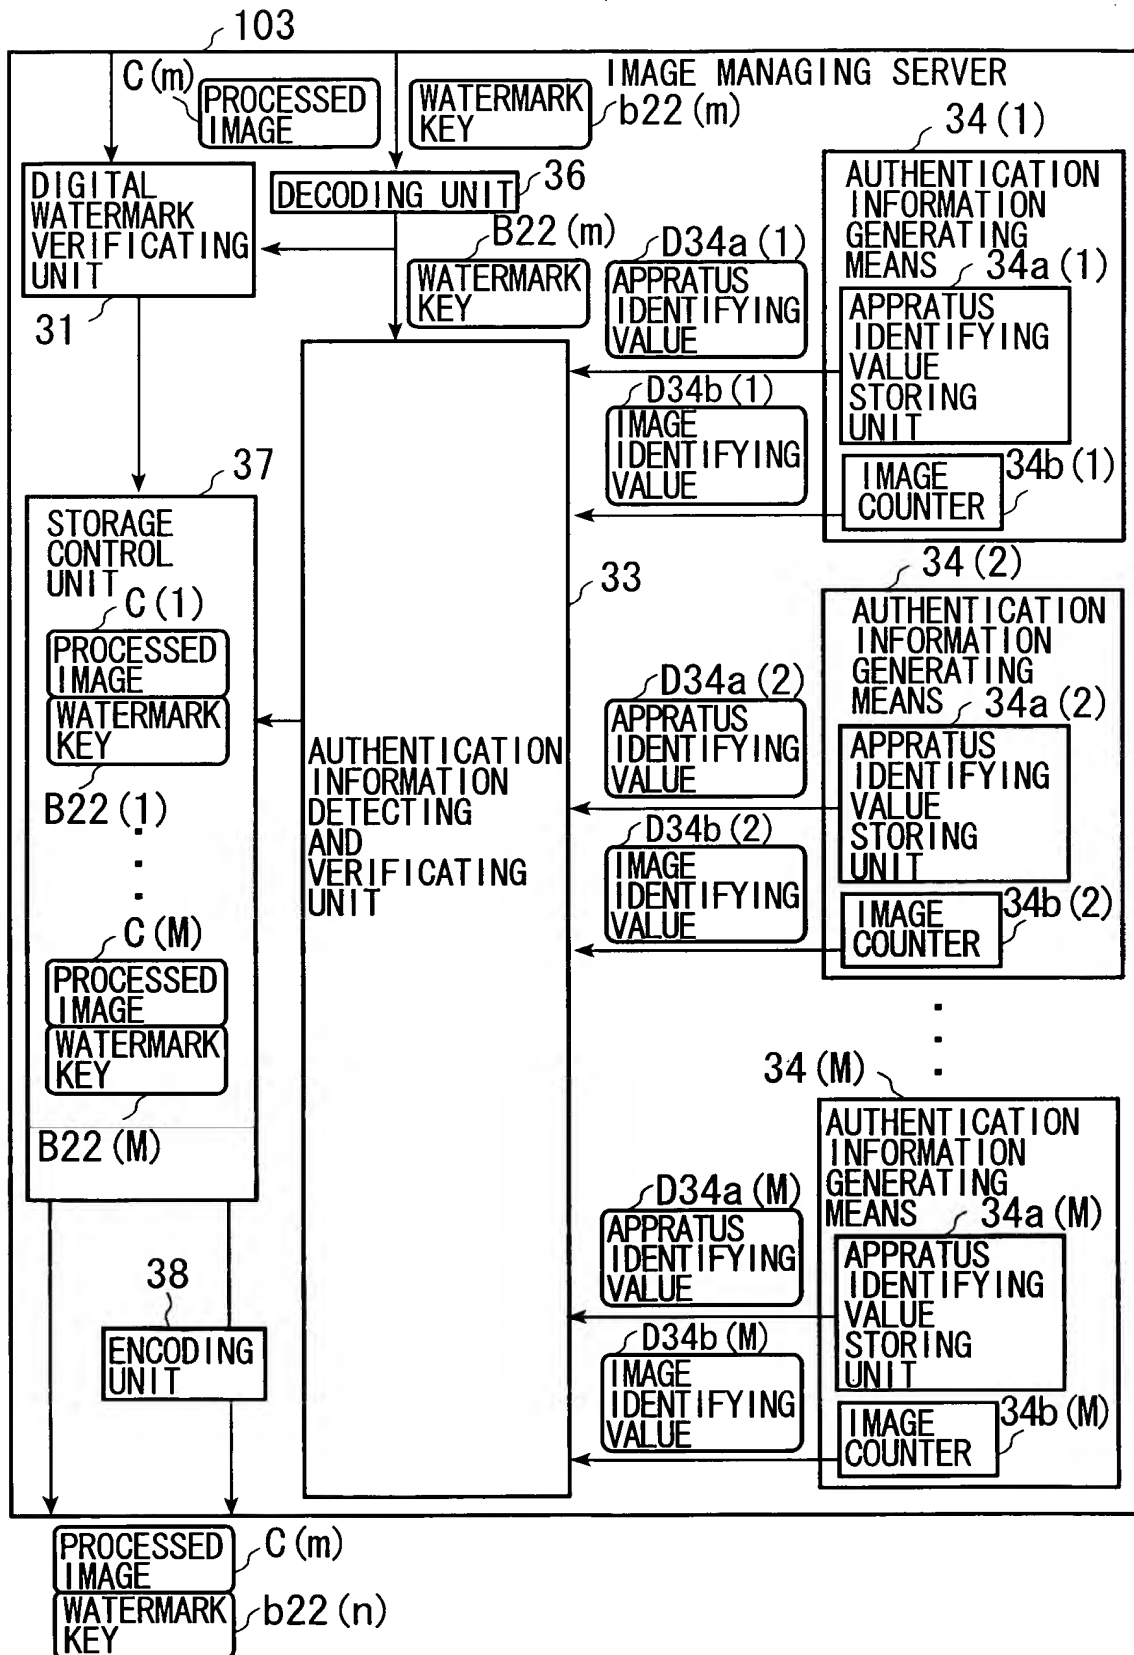 103
C(m)
PROCESSED
IMAGE
WATERMARK
KEY
b22(m)
IMAGE MANAGING SERVER
34(1)
DIGITAL
WATERMARK
VERIFICATING
UNIT
31
DECODING UNIT
36
B22(m)
WATERMARK
KEY
D34a(1)
APPRATUS
IDENTIFYING
VALUE
D34b(1)
IMAGE
IDENTIFYING
VALUE
AUTHENTICATION
INFORMATION
GENERATING
MEANS
34a(1)
APPRATUS
IDENTIFYING
VALUE
STORING
UNIT
34b(1)
IMAGE
COUNTER
37
STORAGE
CONTROL
UNIT
C(1)
PROCESSED
IMAGE
WATERMARK
KEY
B22(1)
C(M)
PROCESSED
IMAGE
WATERMARK
KEY
B22(M)
33
AUTHENTICATION
INFORMATION
DETECTING
AND
VERIFICATING
UNIT
34(2)
AUTHENTICATION
INFORMATION
GENERATING
MEANS
34a(2)
D34a(2)
APPRATUS
IDENTIFYING
VALUE
D34b(2)
IMAGE
IDENTIFYING
VALUE
APPRATUS
IDENTIFYING
VALUE
STORING
UNIT
34b(2)
IMAGE
COUNTER
34(M)
AUTHENTICATION
INFORMATION
GENERATING
MEANS
34a(M)
D34a(M)
APPRATUS
IDENTIFYING
VALUE
D34b(M)
IMAGE
IDENTIFYING
VALUE
APPRATUS
IDENTIFYING
VALUE
STORING
UNIT
34b(M)
IMAGE
COUNTER
38
ENCODING
UNIT
PROCESSED
IMAGE
C(m)
WATERMARK
KEY
b22(n)